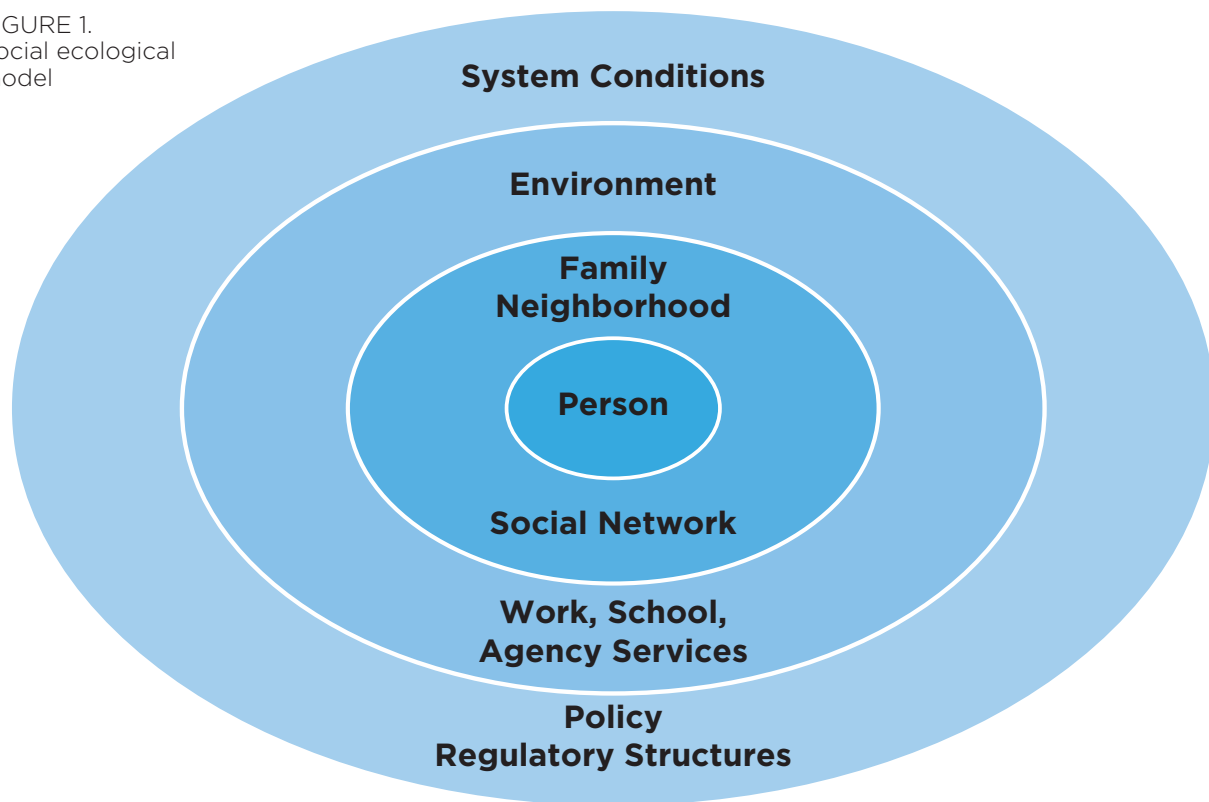 GURE 1.
ocial ecological
odel
System Conditions
Environment
Family
Neighborhood
Person
Social Network
Work, School,
Agency Services
Policy
Regulatory Structures